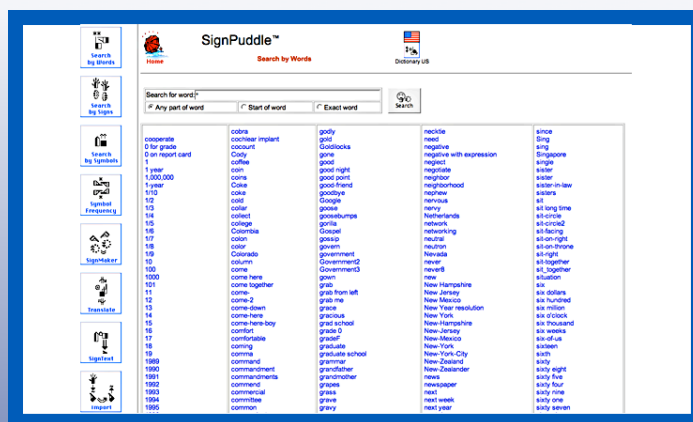 Search
by Words
Search
by Signs
Search
by Symbols
Symbol
Frequency
SignMaker
Translate
SignText
Import
Home
SignPuddle™
Search by Words
Dictionary US
Search for word:*
Any part of word
Start of word
Exact word
Search
cooperate
0 for grade
0 on report card
1
1 year
1,000,000
1-year
1/10
1/2
1/3
1/4
1/5
1/6
1/7
1/8
1/9
10
100
1000
101
11
12
13
14
15
16
17
18
19
1989
1990
1991
1992
1993
1994
1995
cobra
cochlear implant
cocount
Cody
coffee
coin
coins
Coke
coke
cold
collar
collect
college
Colombia
colon
color
Colorado
column
come
come here
come together
come-
come-2
come-down
come-here
come-here-boy
comfort
comfortable
coming
comma
command
commandment
commandments
commend
commercial
committee
common
godly
gold
Goldlocks
gone
good
good night
good point
good-friend
goodbye
Google
goose
goosebumps
gorilla
Gospel
gossip
govern
government
Government2
Government3
gown
grab
grab from left
grab me
grace
gracious
grad school
grade 0
gradeF
graduate
graduate school
grammar
grandfather
grandmother
grapes
grass
grave
gravy
necktie
need
negative
negative with expression
neglect
negotiate
neighbor
neighborhood
nephew
nervous
nervy
Netherlands
network
networking
neutral
neutron
Nevada
never
never8
new
New Hampshire
New Jersey
New Mexico
New Year resolution
New York
New-Hampshire
New-Jersey
New-Mexico
New-York
New-York-City
New-Zealand
New-Zealander
news
newspaper
next
next week
next year
since
Sing
sing
Singapore
single
sister
sister
sister-in-law
sisters
sit
sit long time
sit-circle
sit-circle2
sit-facing
sit-on-right
sit-on-throne
sit-right
sit-together
sit_together
situation
six
six dollars
six hundred
six million
six o'clock
six thousand
six weeks
six-of-us
sixteen
sixth
sixty
sixty eight
sixty five
sixty four
sixty nine
sixty one
sixty seven